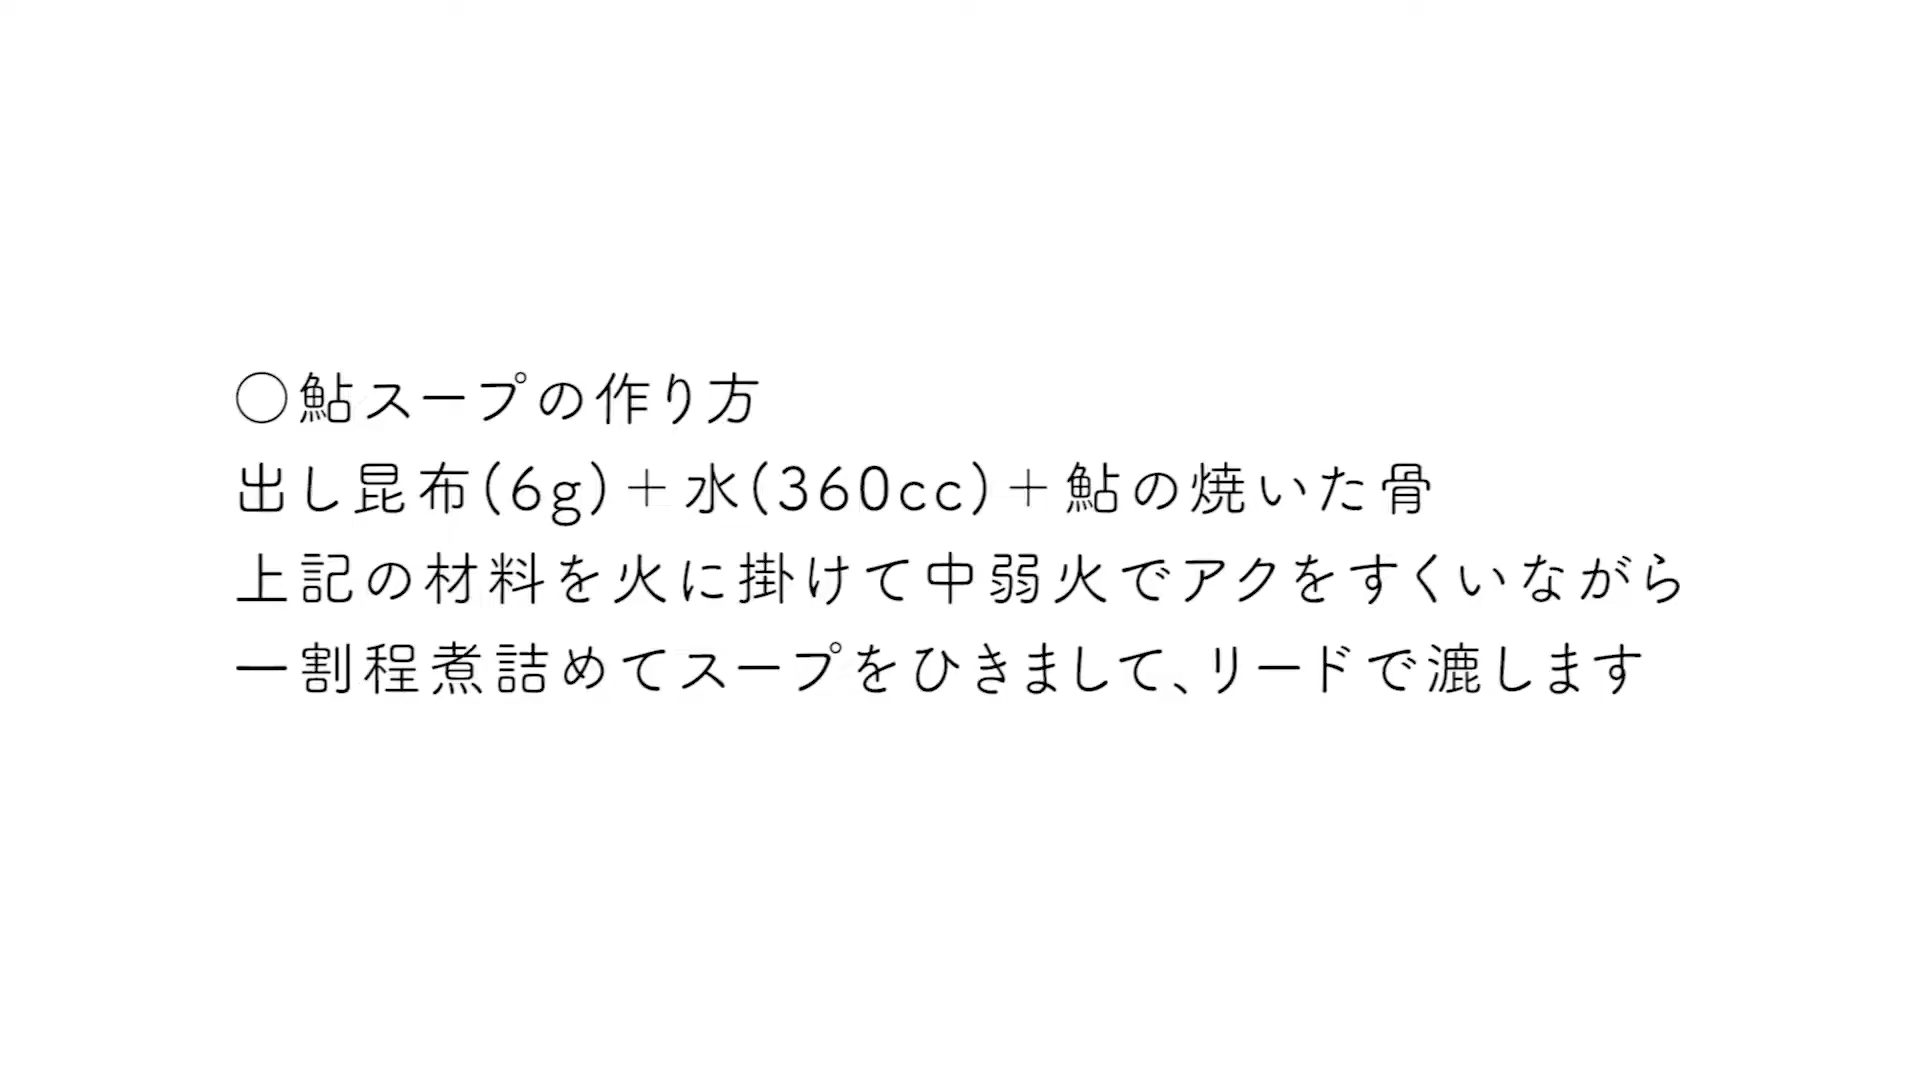 ○鮎スープの作り方
出し昆布(6g)＋水(360cc)＋鮎の焼いた骨
上記の材料を火に掛けて中弱火でアクをすくいながら
一割程煮詰めてスープをひきまして、リードで漉します